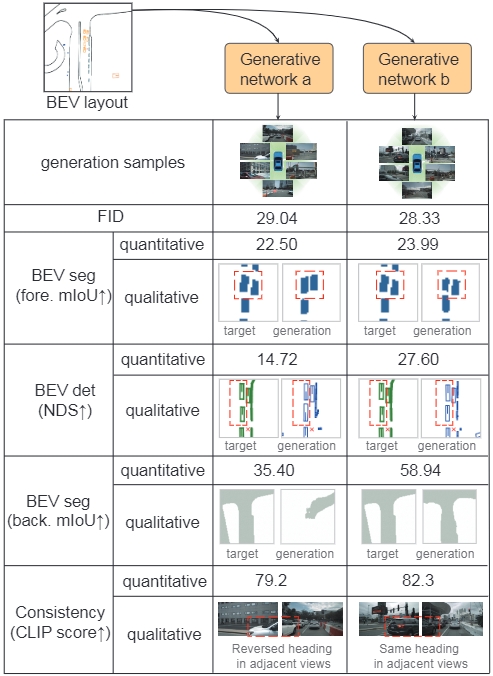 BEV layout
Generative
network a
Generative
network b
generation samples
FID
29.04
28.33
BEV seg
(fore. mIoU↑)
quantitative
22.50
23.99
qualitative
target
generation
target
generation
BEV det
(NDS↑)
quantitative
14.72
27.60
qualitative
target
generation
target
generation
BEV seg
(back. mIoU↑)
quantitative
35.40
58.94
qualitative
target
generation
target
generation
Consistency
(CLIP score↑)
quantitative
79.2
82.3
qualitative
Reversed heading
in adjacent views
Same heading
in adjacent views